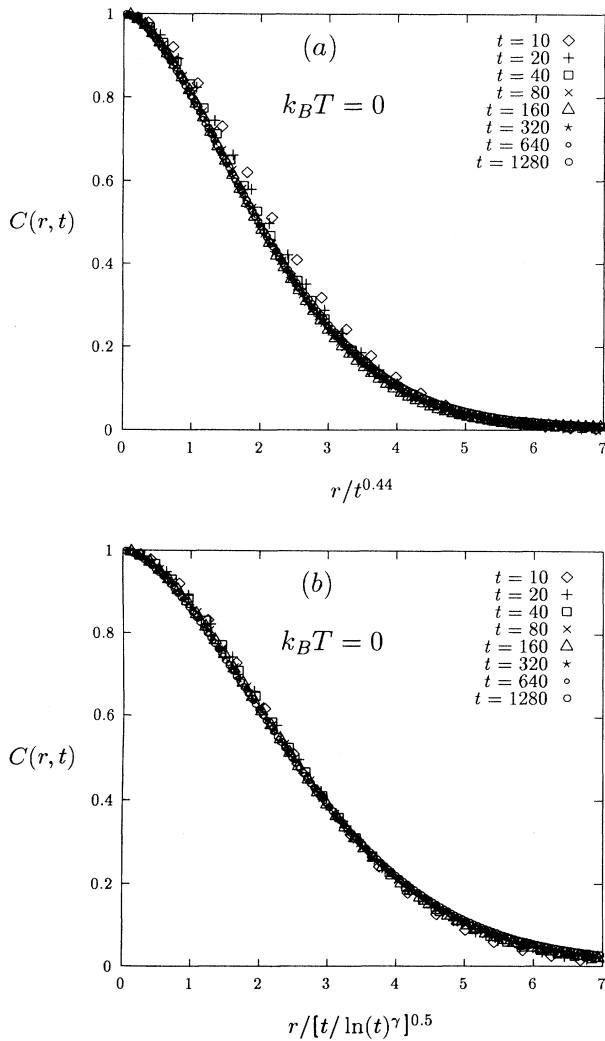 (a)
k_BT = 0
t = 10 ◇
t = 20 +
t = 40 □
t = 80 ×
t = 160 △
t = 320 ★
t = 640 ∘
t = 1280 ○
C(r,t)
1
0.8
0.6
0.4
0.2
0
0 1 2 3 4 5 6 7
r/t^{0.44}
(b)
k_BT = 0
t = 10 ◇
t = 20 +
t = 40 □
t = 80 ×
t = 160 △
t = 320 ★
t = 640 ∘
t = 1280 ○
C(r,t)
1
0.8
0.6
0.4
0.2
0
0 1 2 3 4 5 6 7
r/[t/ln(t)^γ]^{0.5}